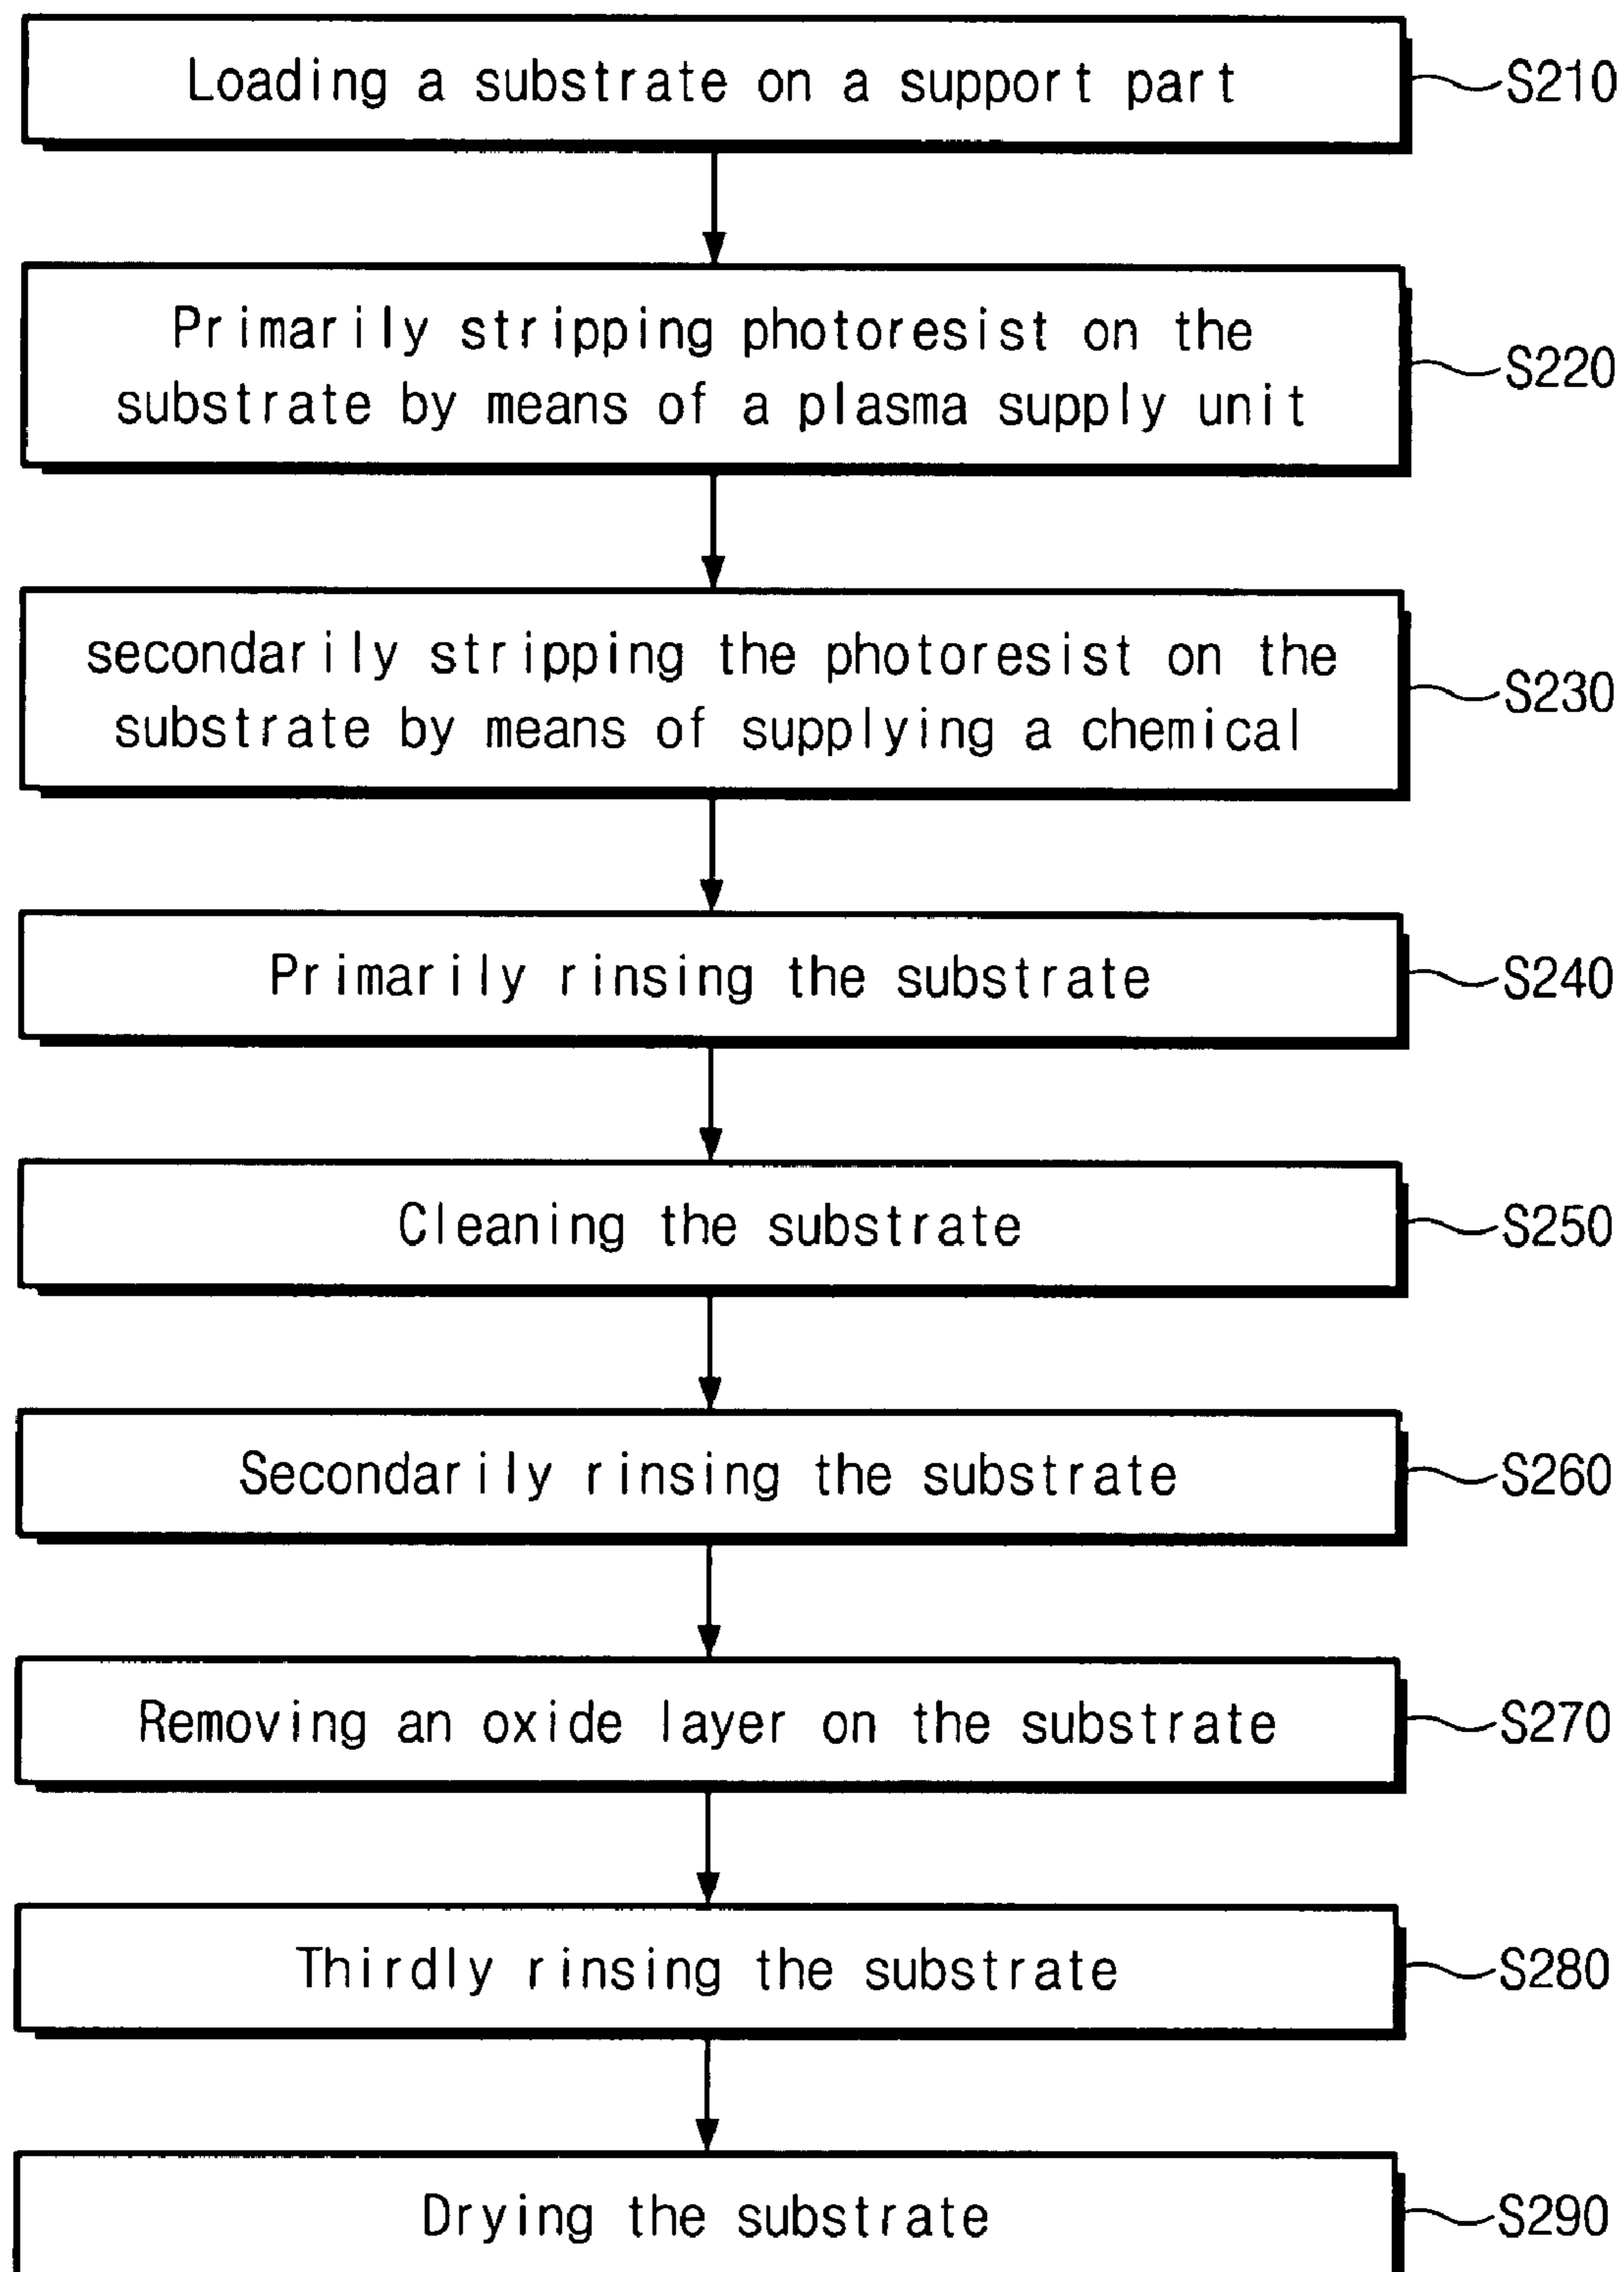 Loading a substrate on a support part
S210
Primarily stripping photoresist on the
substrate by means of a plasma supply unit
S220
secondarily stripping the photoresist on the
substrate by means of supplying a chemical
S230
Primarily rinsing the substrate
S240
Cleaning the substrate
S250
Secondarily rinsing the substrate
S260
Removing an oxide layer on the substrate
S270
Thirdly rinsing the substrate
S280
Drying the substrate
S290